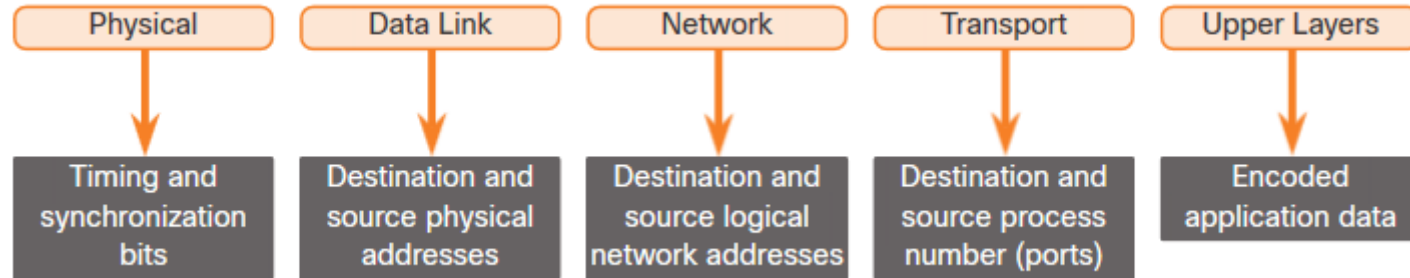 Physical
Data Link
Network
Transport
Upper Layers
Timing and
synchronization
bits
Destination and
source physical
addresses
Destination and
source logical
network addresses
Destination and
source process
number (ports)
Encoded
application data